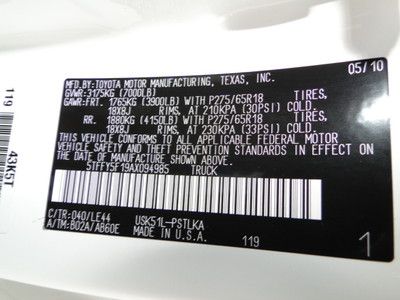 MFD.BY:TOYOTA MOTOR MANUFACTURING, TEXAS, INC.
05/10
GVWR:3175KG (7000LB)
GAWR:FRT. 1765KG (3900LB) WITH P275/65R18 TIRES,
18X8J RIMS, AT 210KPA (30PSI) COLD.
RR. 1880KG (4150LB) WITH P275/65R18 TIRES,
18X8J RIMS, AT 230KPA (33PSI) COLD.
THIS VEHICLE CONFORMS TO ALL APPLICABLE FEDERAL MOTOR
VEHICLE SAFETY AND THEFT PREVENTION STANDARDS IN
EFFECT ON THE DATE OF MANUFACTURE SHOWN ABOVE.
5TFFY5F19AX094985 TRUCK
C/TR:040/LE44 USK51L-PSTLKA
A/TM:B02A/AB60E MADE IN U.S.A. 119
1
119 43K5T